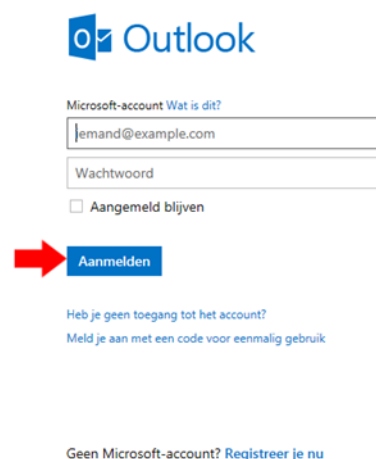 Outlook
Microsoft-account Wat is dit?
iemand@example.com
Wachtwoord
Aangemeld blijven
Aanmelden
Heb je geen toegang tot het account?
Meld je aan met een code voor eenmalig gebruik
Geen Microsoft-account? Registreer je nu